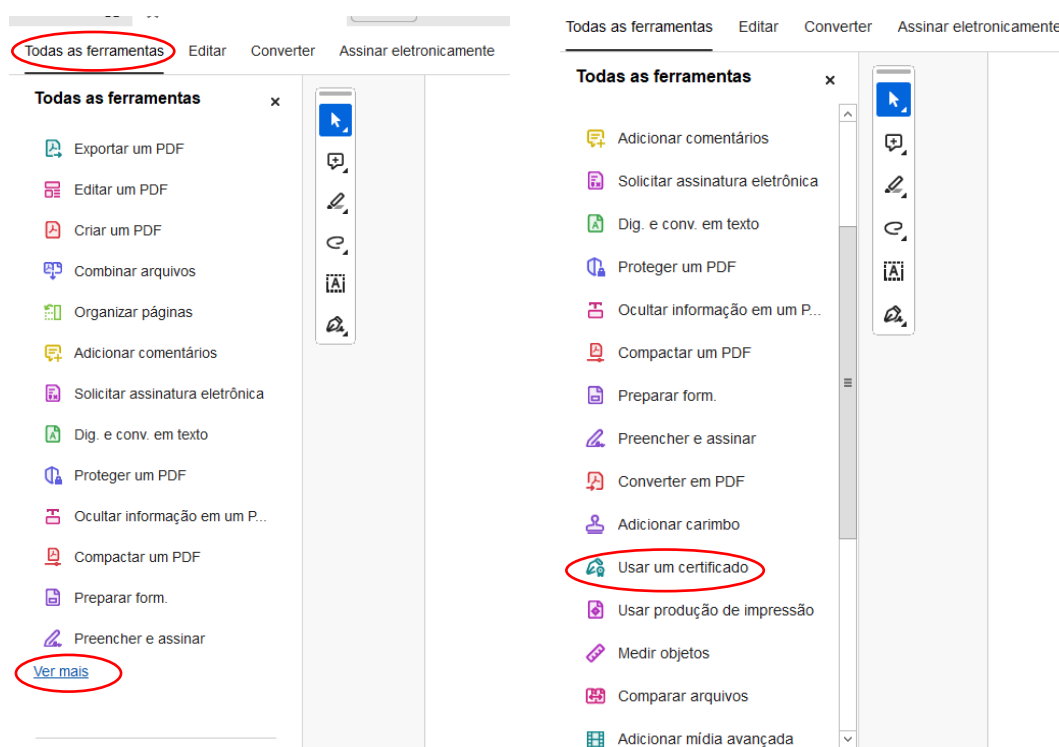 Todas as ferramentas Editar Converter Assinar eletronicamente
Todas as ferramentas
Exportar um PDF
Editar um PDF
Criar um PDF
Combinar arquivos
Organizar páginas
Adicionar comentários
Solicitar assinatura eletrônica
Dig. e conv. em texto
Proteger um PDF
Ocultar informação em um P...
Compactar um PDF
Preparar form.
Preencher e assinar
Ver mais
Todas as ferramentas Editar Converter Assinar eletronicamente
Todas as ferramentas
Adicionar comentários
Solicitar assinatura eletrônica
Dig. e conv. em texto
Proteger um PDF
Ocultar informação em um P...
Compactar um PDF
Preparar form.
Preencher e assinar
Converter em PDF
Adicionar carimbo
Usar um certificado
Usar produção de impressão
Medir objetos
Comparar arquivos
Adicionar mídia avançada